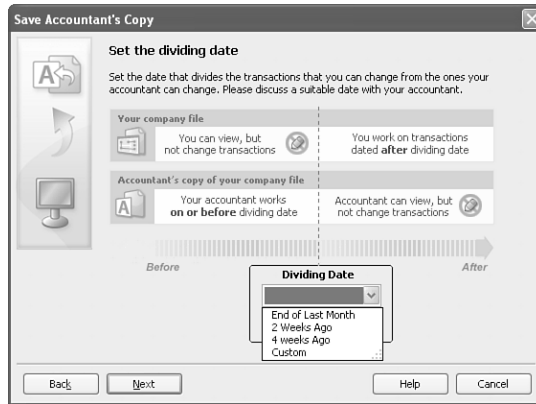 Save Accountant's Copy
Set the dividing date
Set the date that divides the transactions that you can change from the ones your
accountant can change. Please discuss a suitable date with your accountant.
Your company file
You can view, but
not change transactions
You work on transactions
dated after dividing date
Accountant's copy of your company file
Your accountant works
on or before dividing date
Accountant can view, but
not change transactions
Before
After
Dividing Date
End of Last Month
2 Weeks Ago
4 weeks Ago
Custom
Back
Next
Help
Cancel